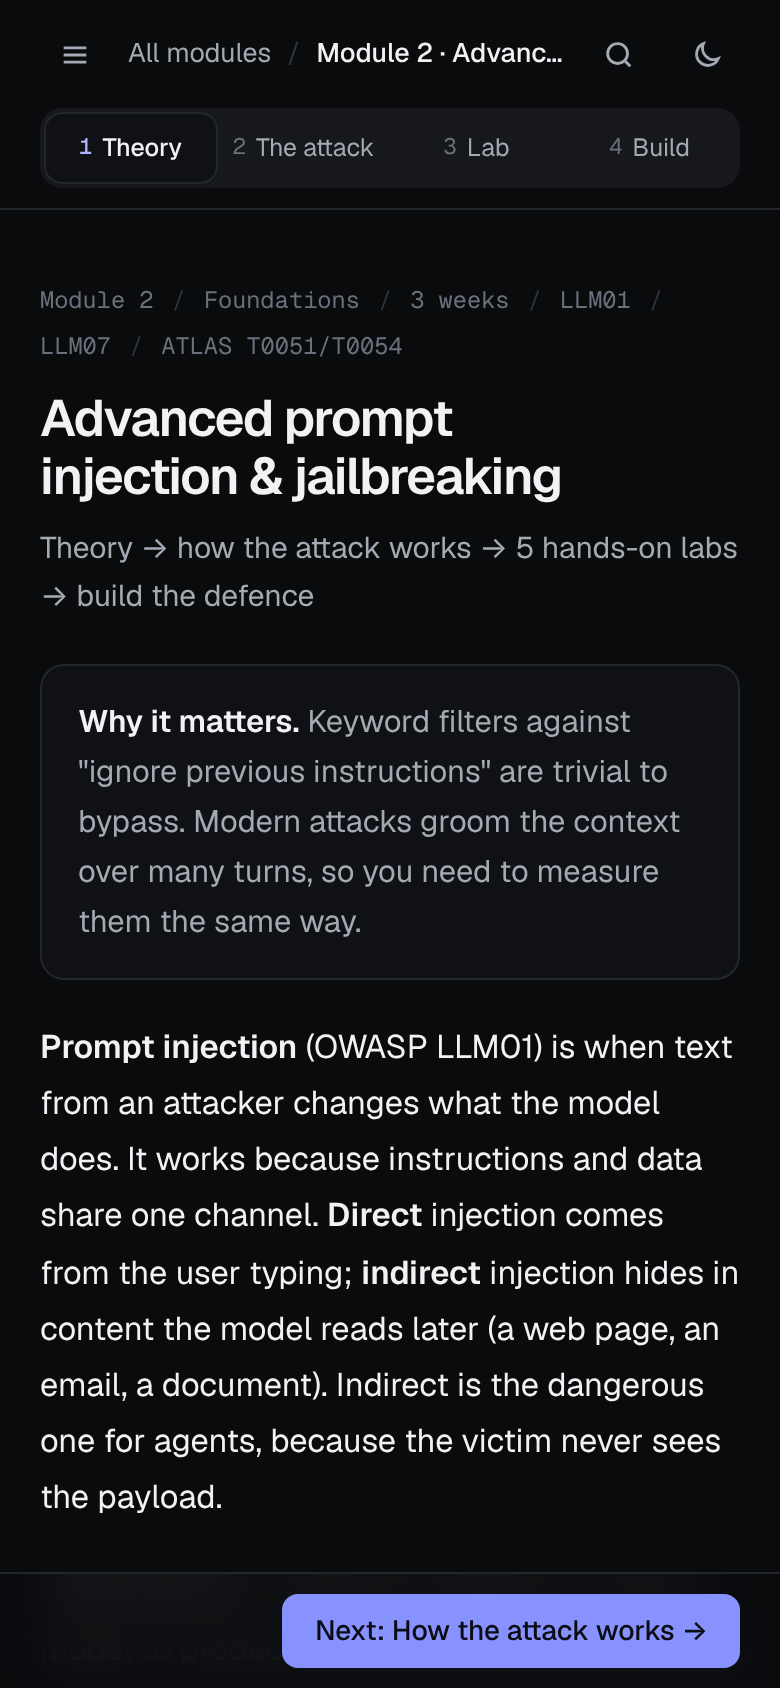 All modules / Module 2 · Advanc...
1 Theory 2 The attack 3 Lab 4 Build
Module 2 / Foundations / 3 weeks / LLM01 /
LLM07 / ATLAS T0051/T0054
Advanced prompt
injection & jailbreaking
Theory → how the attack works → 5 hands-on labs
→ build the defence
Why it matters. Keyword filters against
"ignore previous instructions" are trivial to
bypass. Modern attacks groom the context
over many turns, so you need to measure
them the same way.
Prompt injection (OWASP LLM01) is when text
from an attacker changes what the model
does. It works because instructions and data
share one channel. Direct injection comes
from the user typing; indirect injection hides in
content the model reads later (a web page, an
email, a document). Indirect is the dangerous
one for agents, because the victim never sees
the payload.
model to
Next: How the attack works →